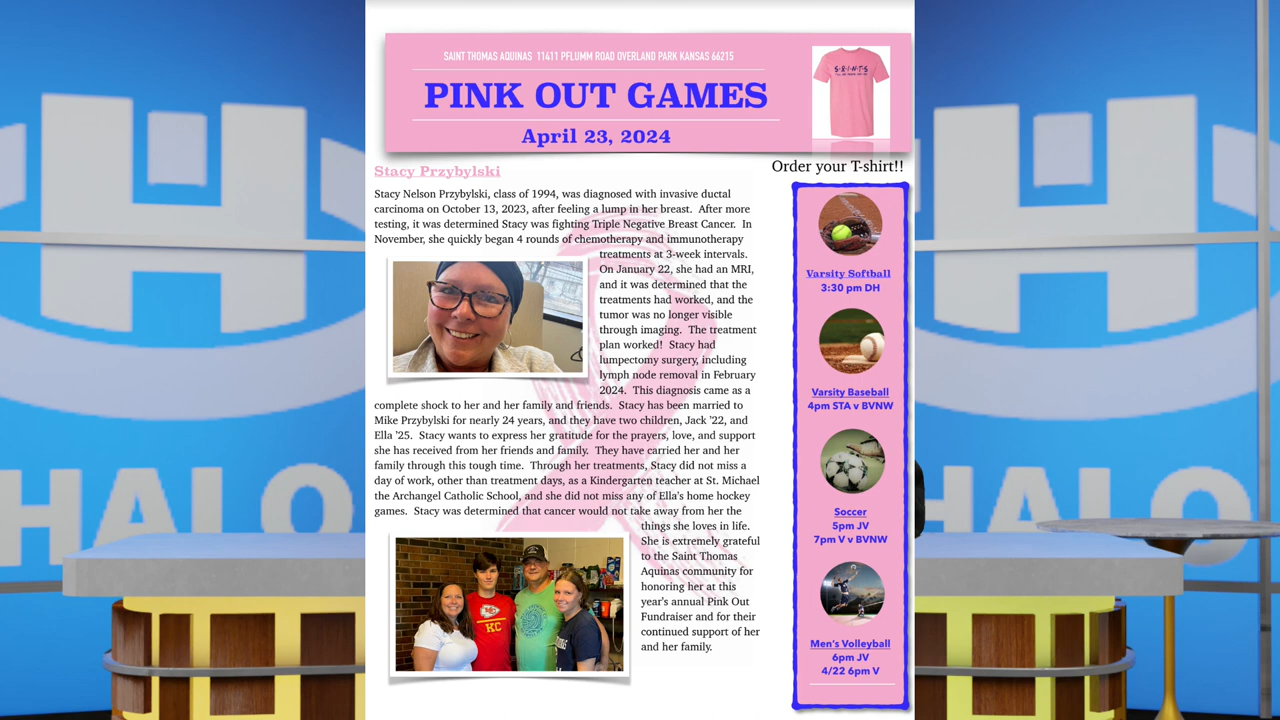 SAINT THOMAS AQUINAS 11411 PFLUMM ROAD OVERLAND PARK KANSAS 66215
PINK OUT GAMES
April 23, 2024
S·A·I·N·T·S
Order your T-shirt!!
Stacy Przybylski
Stacy Nelson Przybylski, class of 1994, was diagnosed with invasive ductal
carcinoma on October 13, 2023, after feeling a lump in her breast. After more
testing, it was determined Stacy was fighting Triple Negative Breast Cancer. In
November, she quickly began 4 rounds of chemotherapy and immunotherapy
treatments at 3-week intervals.
On January 22, she had an MRI,
and it was determined that the
treatments had worked, and the
tumor was no longer visible
through imaging. The treatment
plan worked! Stacy had
lumpectomy surgery, including
lymph node removal in February
2024. This diagnosis came as a
complete shock to her and her family and friends. Stacy has been married to
Mike Przybylski for nearly 24 years, and they have two children, Jack ’22, and
Ella ’25. Stacy wants to express her gratitude for the prayers, love, and support
she has received from her friends and family. They have carried her and her
family through this tough time. Through her treatments, Stacy did not miss a
day of work, other than treatment days, as a Kindergarten teacher at St. Michael
the Archangel Catholic School, and she did not miss any of Ella's home hockey
games. Stacy was determined that cancer would not take away from her the
things she loves in life.
She is extremely grateful
to the Saint Thomas
Aquinas community for
honoring her at this
year's annual Pink Out
Fundraiser and for their
continued support of her
and her family.
KC
Varsity Softball
3:30 pm DH
Varsity Baseball
4pm STA v BVNW
Soccer
5pm JV
7pm V v BVNW
Men's Volleyball
6pm JV
4/22 6pm V
HALO
HALO